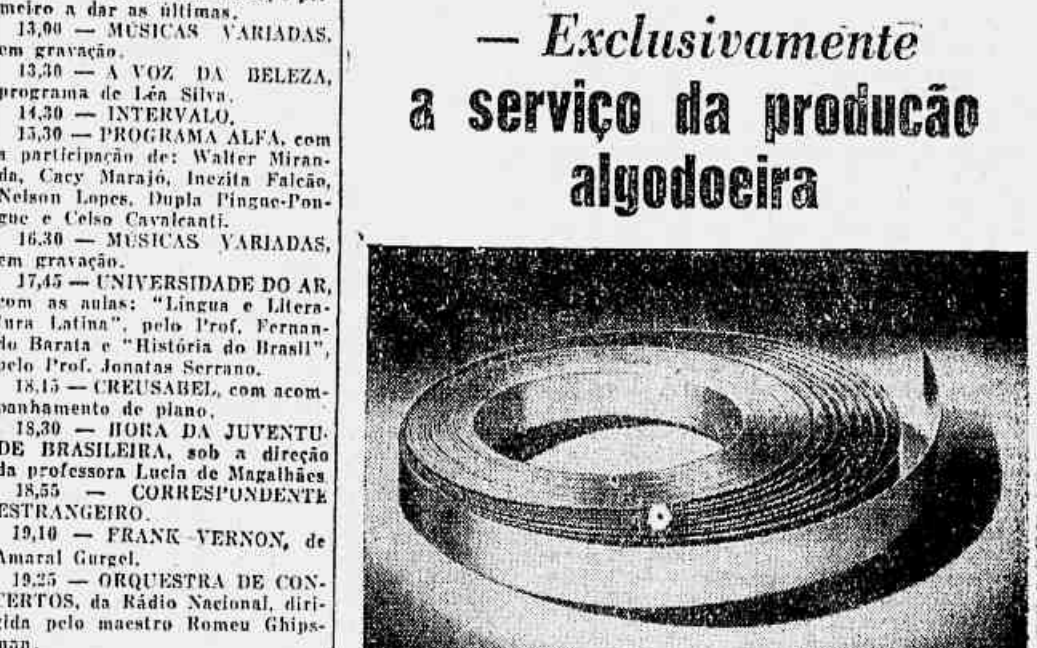 meiro a dar as últimas.
13,00 — MÚSICAS VARIADAS,
em gravação.
13,30 — A VOZ DA BELEZA,
programa de Léa Silva.
14,30 — INTERVALO.
15,30 — PROGRAMA ALFA, com
a participação de: Walter Miran-
da, Cacy Marajó, Inezita Falcão,
Nelson Lopes, Dupla Pingue-Pon-
gue e Celso Cavalcanti.
16,30 — MÚSICAS VARIADAS,
em gravação.
17,45 — UNIVERSIDADE DO AR,
com as aulas: "Lingua e Litera-
tura Latina", pelo Prof. Fernan-
do Barata e "História do Brasil",
pelo Prof. Jonatas Serrano.
18,15 — CREUSABEL, com acom-
panhamento de piano.
18,30 — HORA DA JUVENTU-
DE BRASILEIRA, sob a direção
da professora Lucia de Magalhães
18,55 — CORRESPONDENTE
ESTRANGEIRO.
19,10 — FRANK VERNON, de
Amaral Gurgel.
19,25 — ORQUESTRA DE CON-
CERTOS, da Rádio Nacional, diri-
gida pelo maestro Romeu Ghips-
man.
— Exclusivamente
a serviço da producão
algodoeira